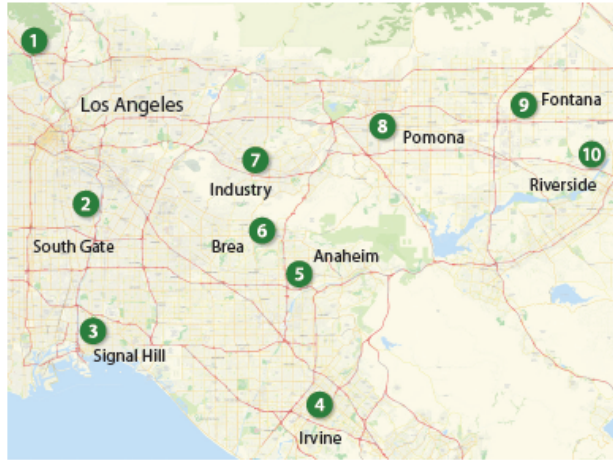 1
Los Angeles
9
Fontana
8
Pomona
7
Industry
10
Riverside
2
South Gate
6
Brea
Anaheim
5
3
Signal Hill
4
Irvine